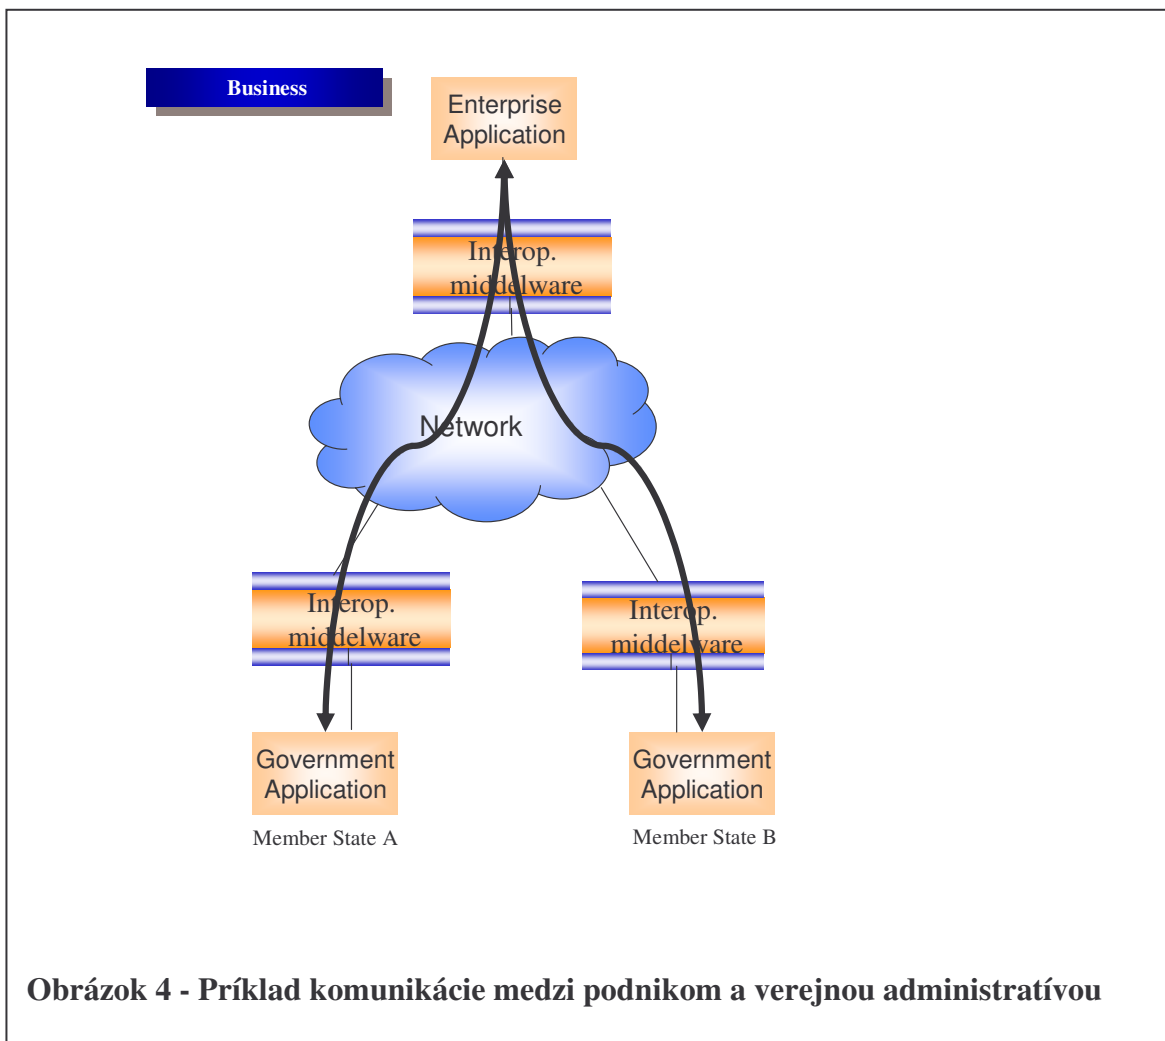 Business
Enterprise
Application
Interop.
middelware
Network
Interop.
middelware
Interop.
middelware
Government
Application
Government
Application
Member State A
Member State B
Obrázok 4 - Príklad komunikácie medzi podnikom a verejnou administratívou